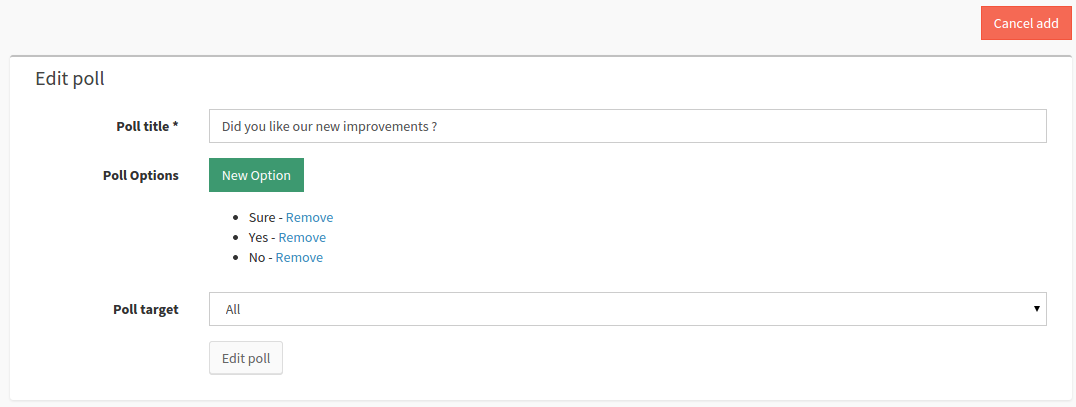 Cancel add
Edit poll
Poll title *
Did you like our new improvements ?
Poll Options
New Option
Sure - Remove
Yes - Remove
No - Remove
Poll target
All
Edit poll